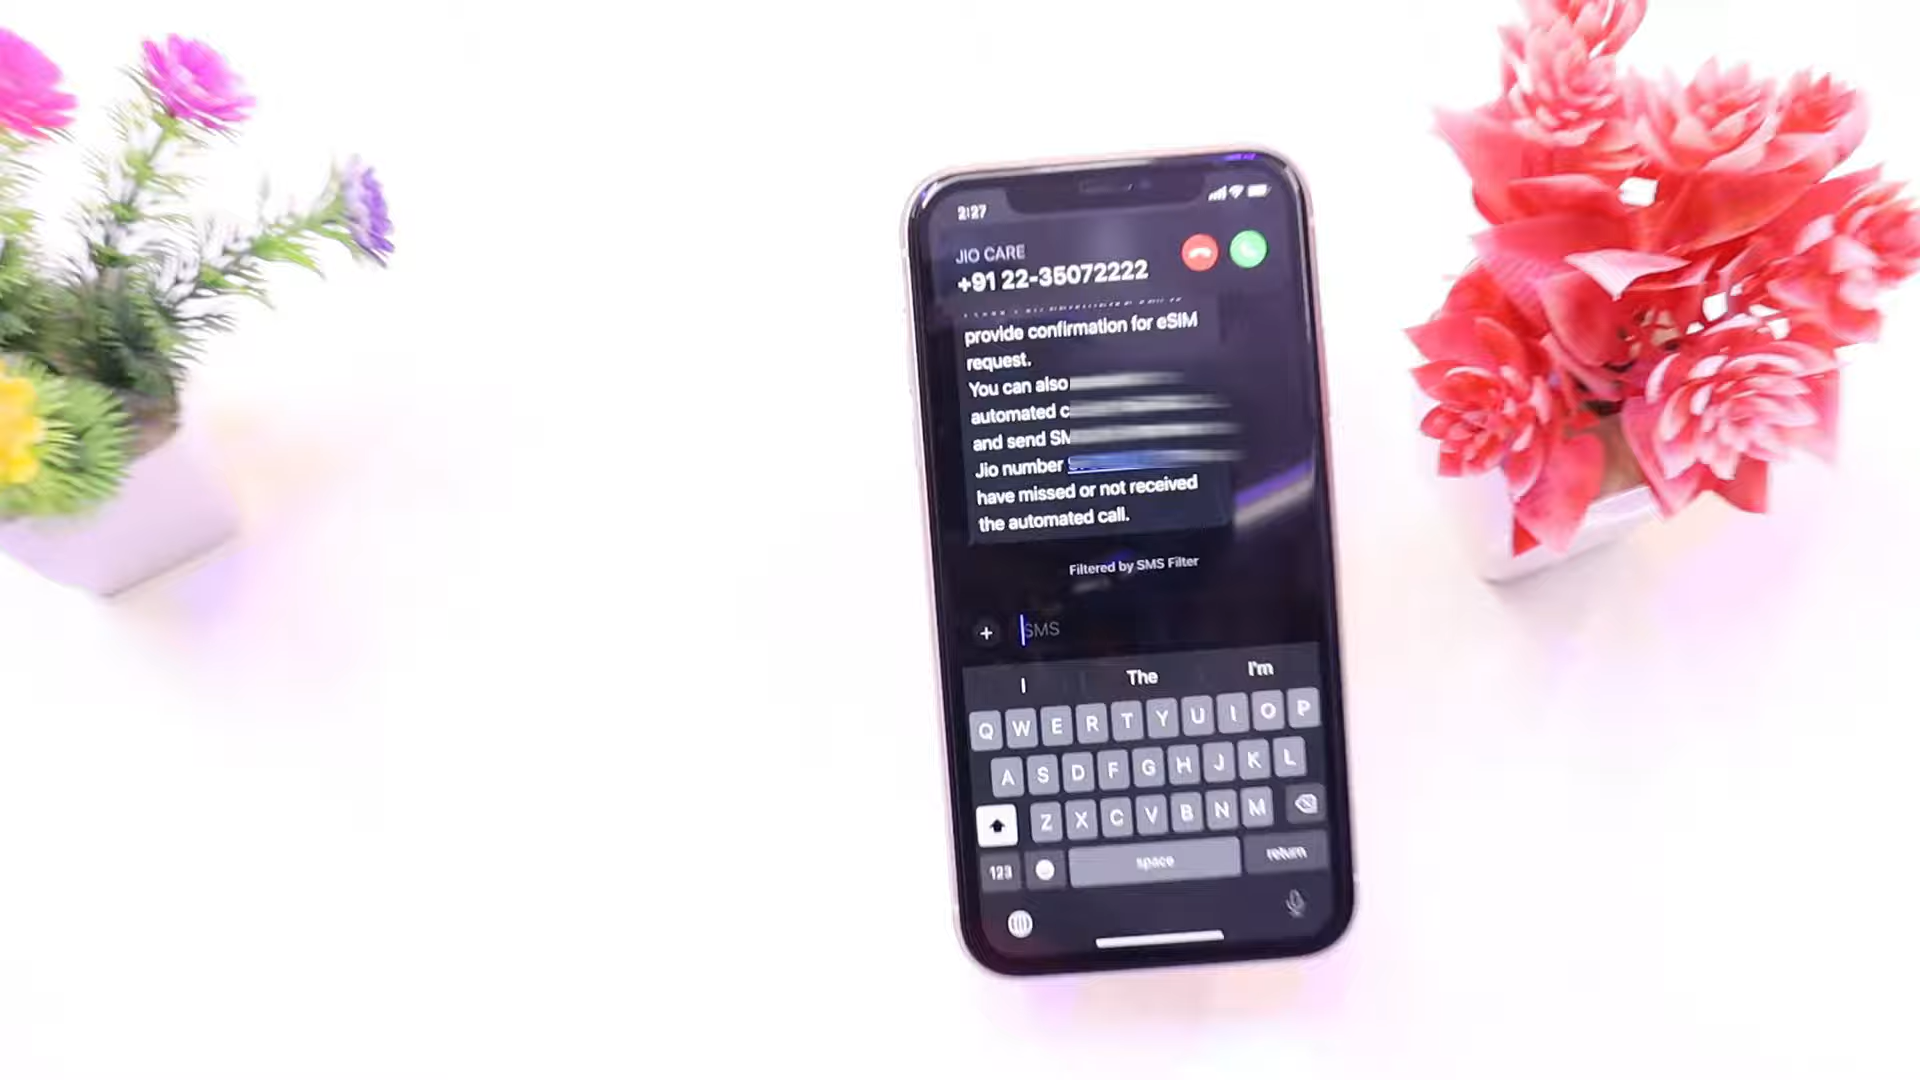 2:27
JIO CARE
+91 22-35072222
provide confirmation for eSIM
request.
You can also
automated c
and send SM
Jio number
have missed or not received
the automated call.
Filtered by SMS Filter
SMS
I The I'm
Q W E R T Y U I O P
A S D F G H J K L
Z X C V B N M
123 space return